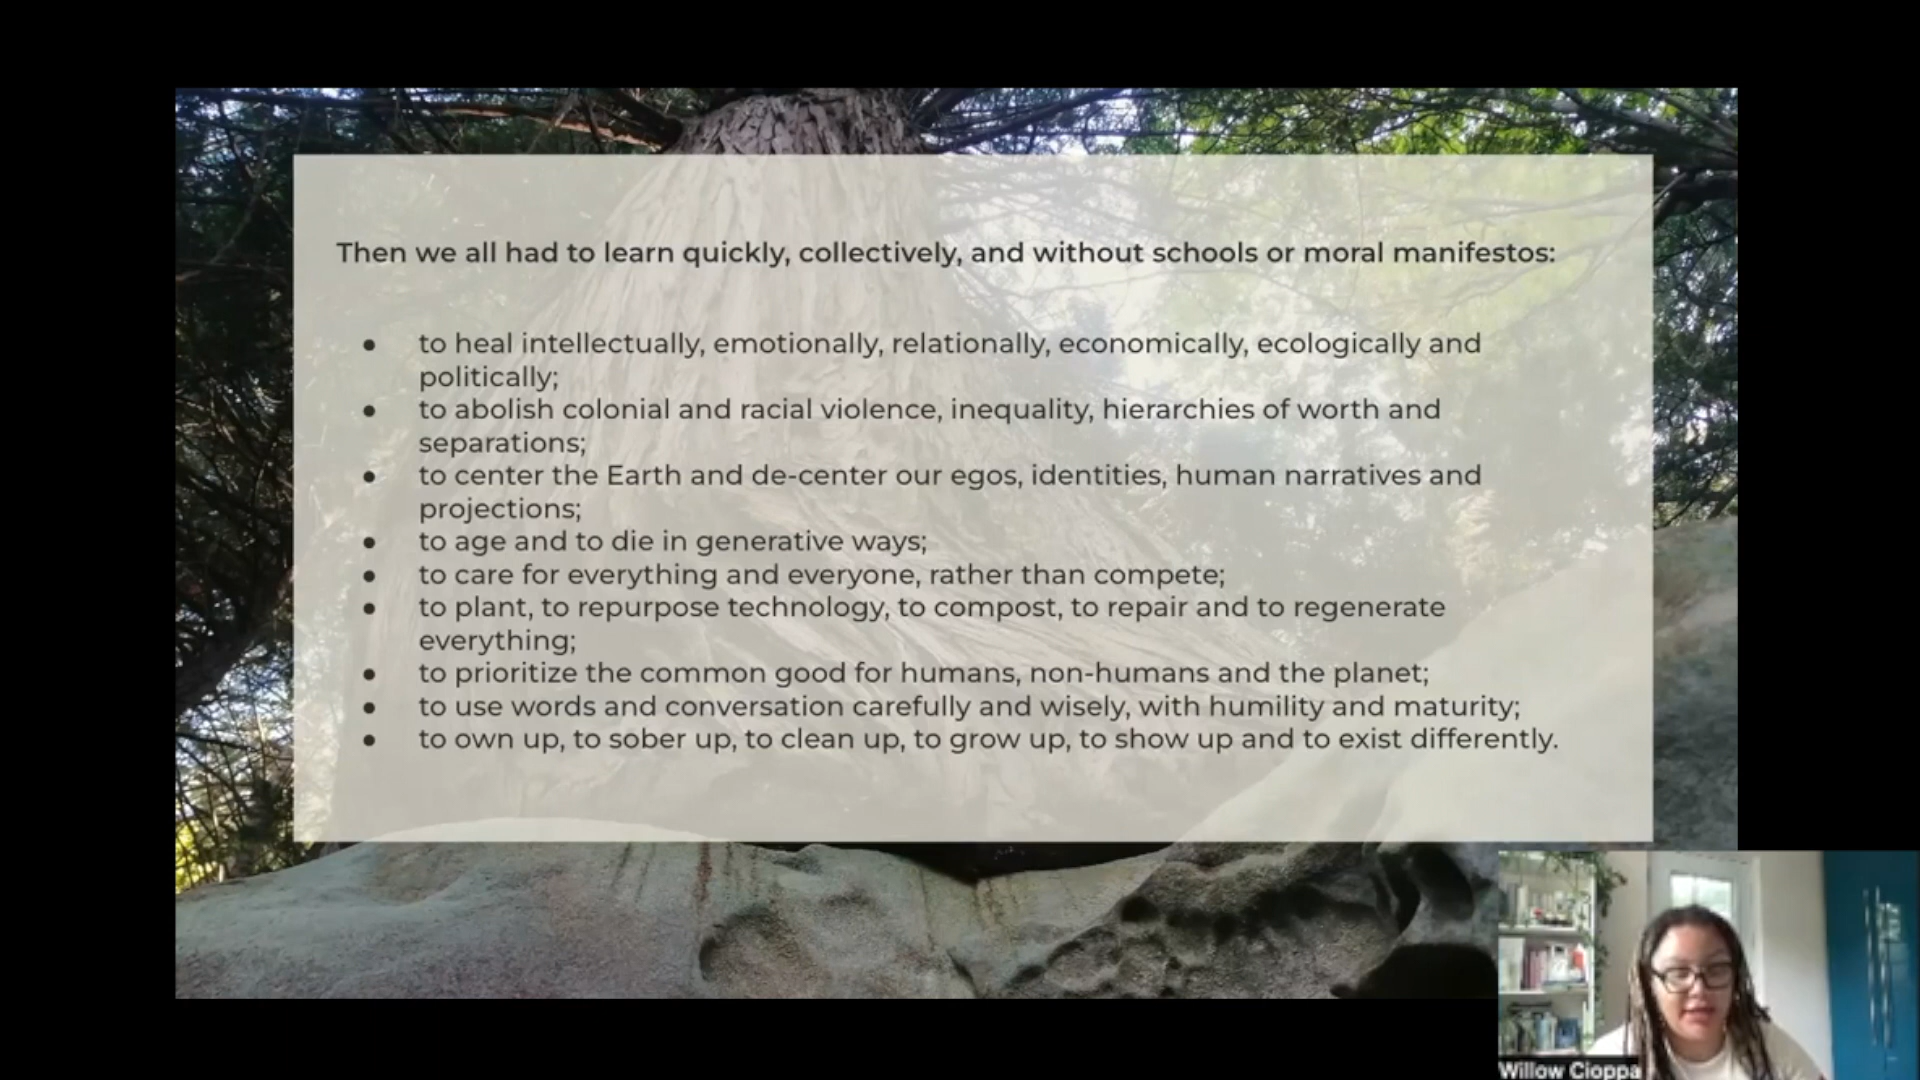 Then we all had to learn quickly, collectively, and without schools or moral manifestos:
● to heal intellectually, emotionally, relationally, economically, ecologically and
politically;
● to abolish colonial and racial violence, inequality, hierarchies of worth and
separations;
● to center the Earth and de-center our egos, identities, human narratives and
projections;
● to age and to die in generative ways;
● to care for everything and everyone, rather than compete;
● to plant, to repurpose technology, to compost, to repair and to regenerate
everything;
● to prioritize the common good for humans, non-humans and the planet;
● to use words and conversation carefully and wisely, with humility and maturity;
● to own up, to sober up, to clean up, to grow up, to show up and to exist differently.
Willow Cioppa